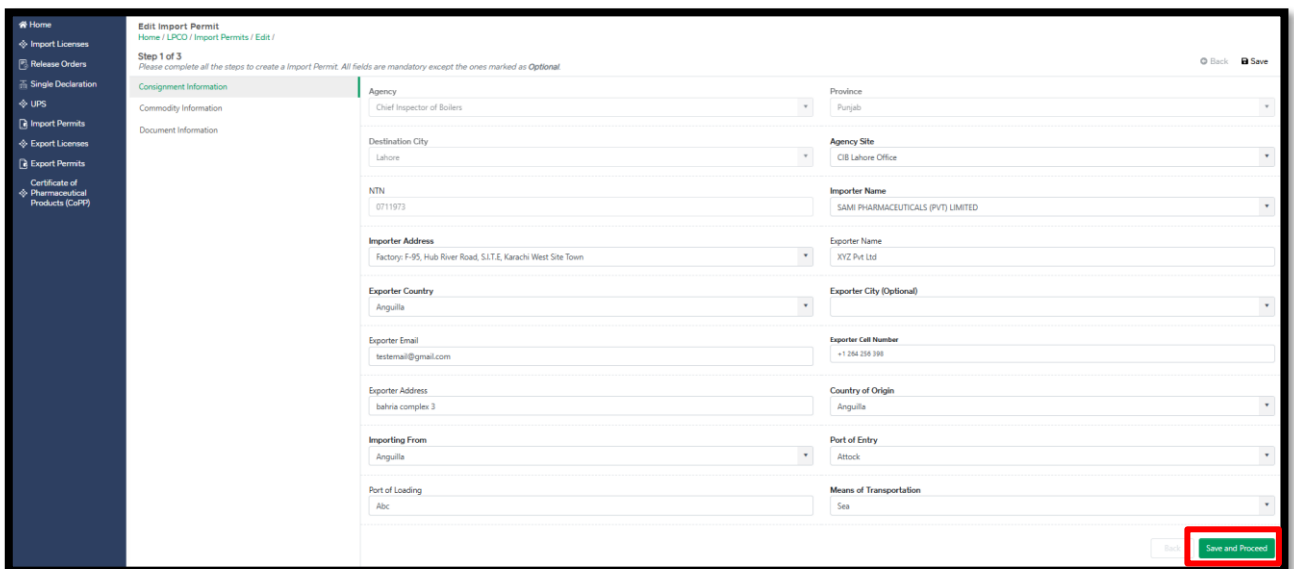 Home
Import Licenses
Release Orders
Single Declaration
UPS
Import Permits
Export Licenses
Export Permits
Certificate of
Pharmaceutical
Products (CoPP)
Edit Import Permit
Home / LPCO / Import Permits / Edit /
Step 1 of 3
Please complete all the steps to create a Import Permit. All fields are mandatory except the ones marked as Optional.
Back Save
Consignment Information
Commodity Information
Document Information
Agency Province
Chief Inspector of Boilers Punjab
Destination City Agency Site
Lahore CIB Lahore Office
NTN Importer Name
0711973 SAMI PHARMACEUTICALS (PVT) LIMITED
Importer Address Exporter Name
Factory: F-95, Hub River Road, S.I.T.E, Karachi West Site Town XYZ Pvt Ltd
Exporter Country Exporter City (Optional)
Anguilla
Exporter Email Exporter Cell Number
testemail@gmail.com +1 264 256 398
Exporter Address Country of Origin
bahria complex 3 Anguilla
Importing From Port of Entry
Anguilla Attock
Port of Loading Means of Transportation
Abc Sea
Back Save and Proceed